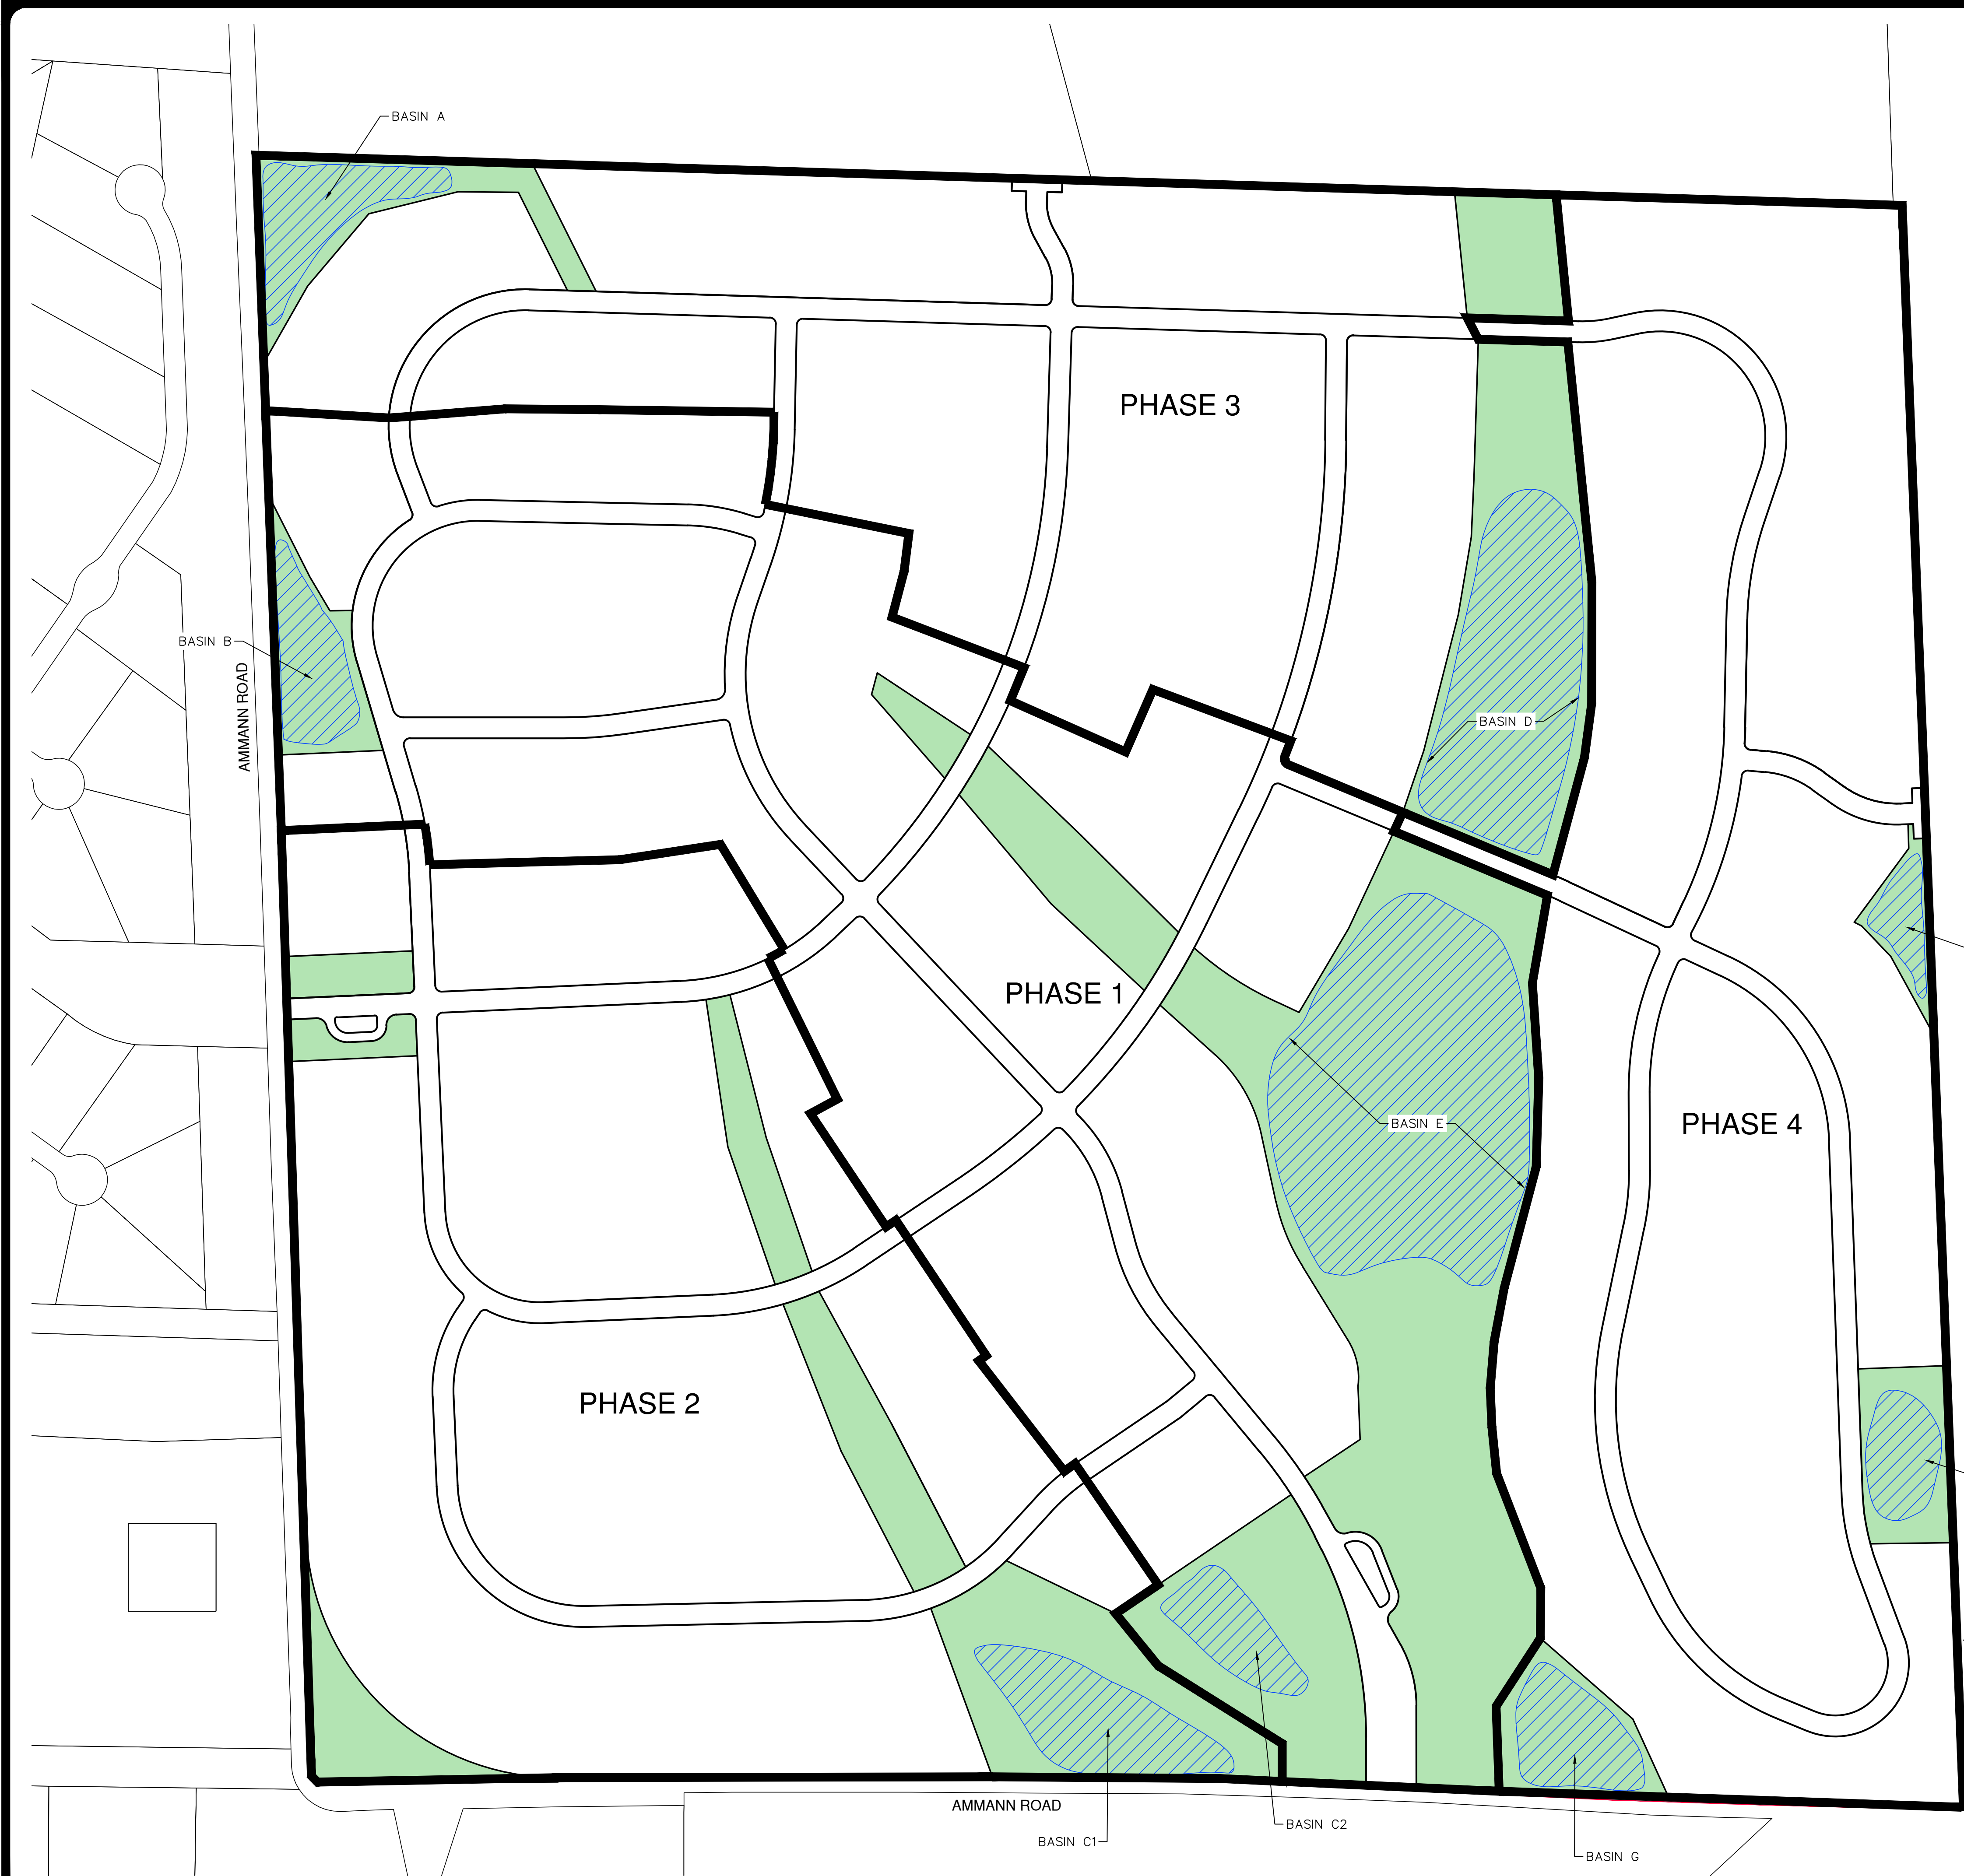 BASIN A
PHASE 3
BASIN B
AMMANN ROAD
BASIN D
PHASE 1
BASIN E
PHASE 4
PHASE 2
AMMANN ROAD
BASIN C1
BASIN C2
BASIN G